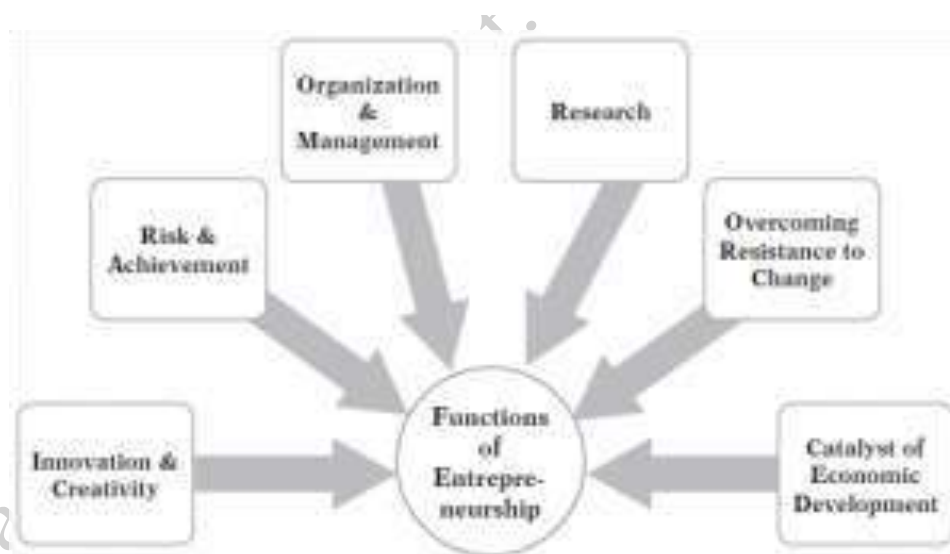 Organization
&
Management
Research
Risk &
Achievement
Overcoming
Resistance to
Change
Innovation &
Creativity
Functions
of
Entrepre-
neurship
Catalyst of
Economic
Development